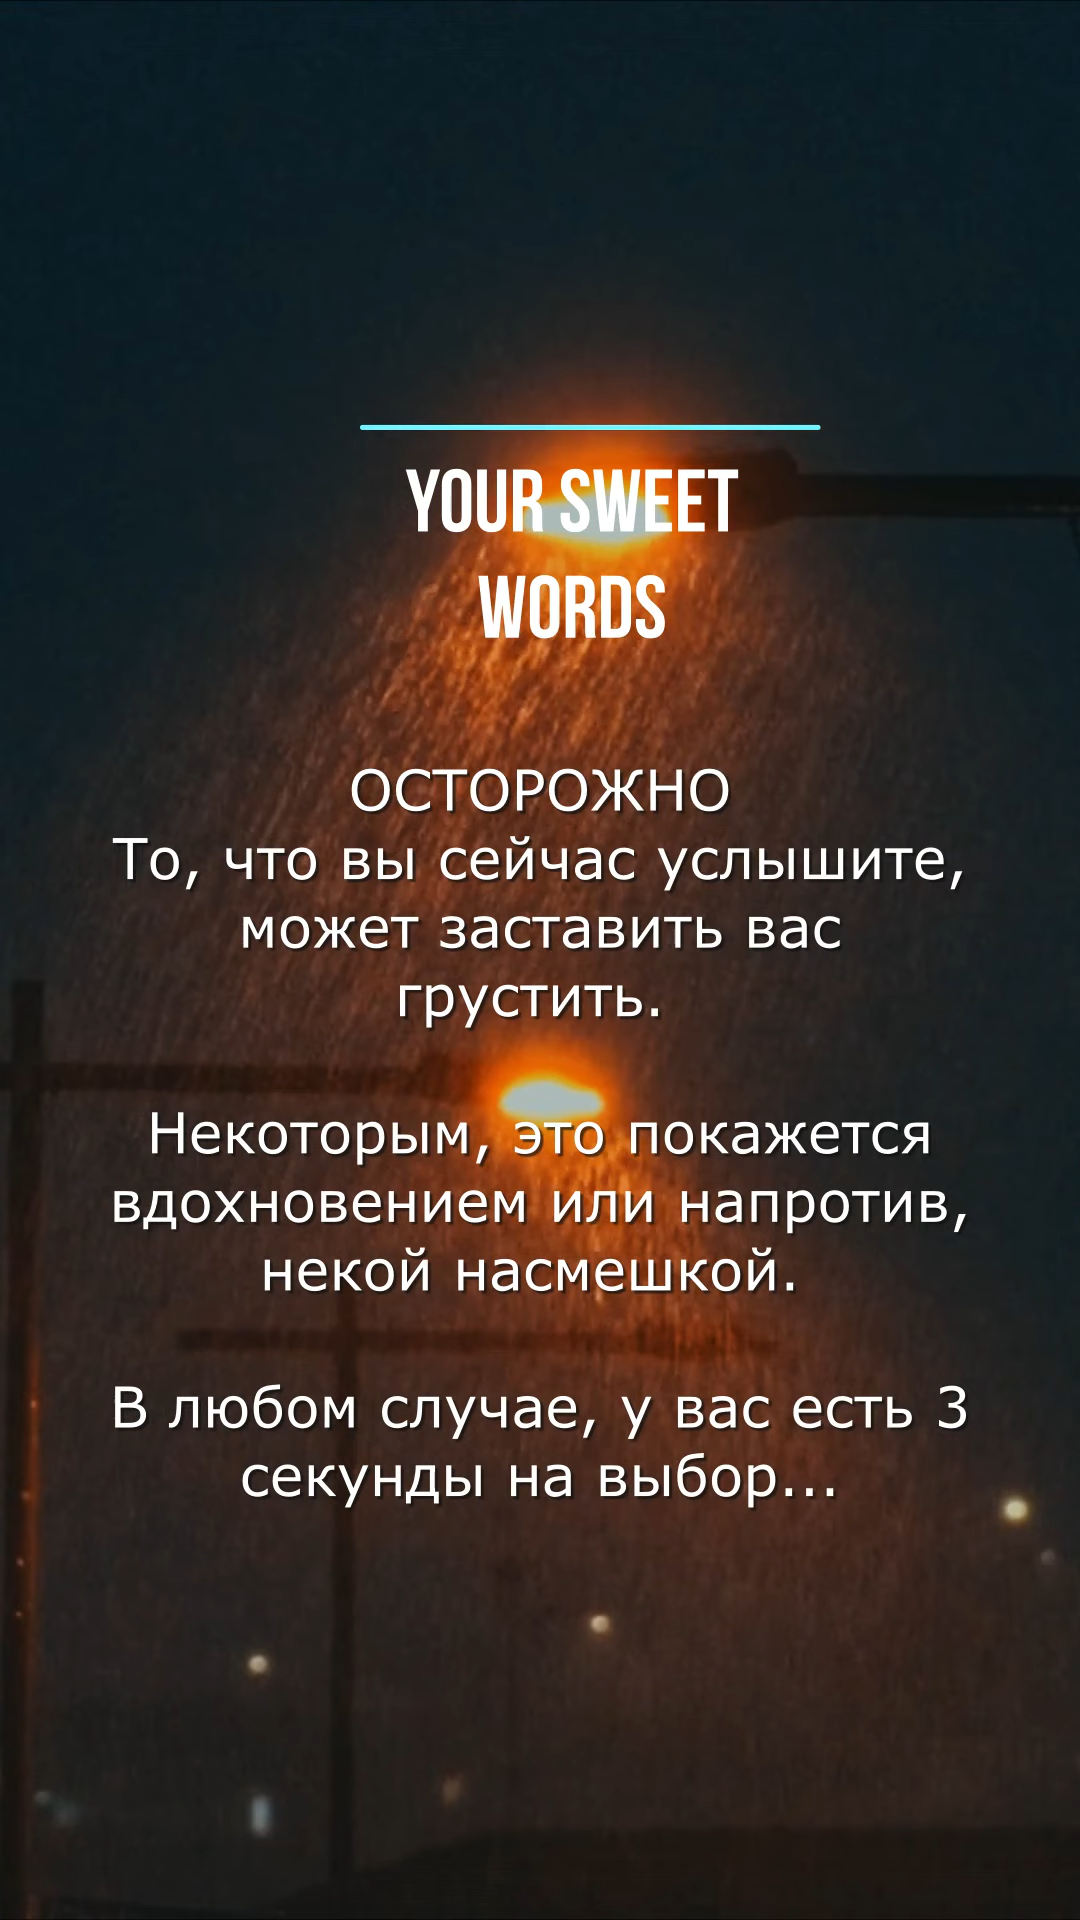 YOUR SWEET
WORDS
ОСТОРОЖНО
То, что вы сейчас услышите,
может заставить вас
грустить.
Некоторым, это покажется
вдохновением или напротив,
некой насмешкой.
В любом случае, у вас есть 3
секунды на выбор...